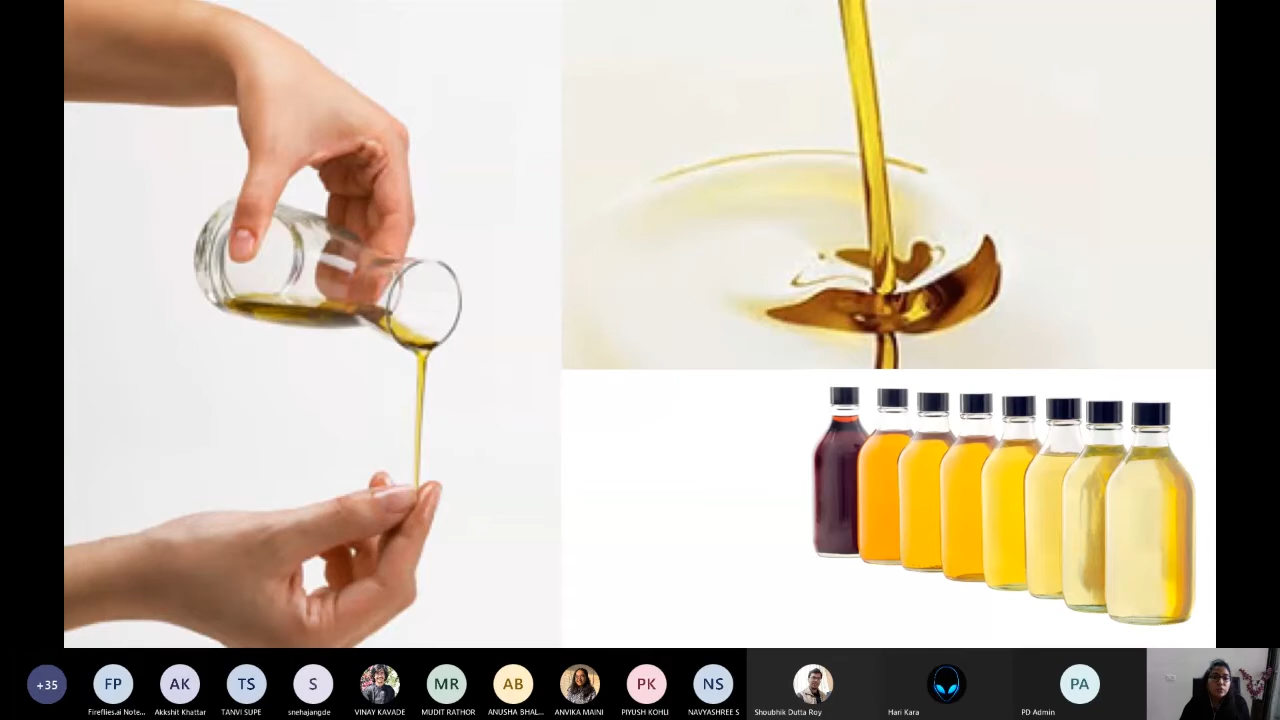 +35
FP
AK
TS
S
MR
AB
PK
NS
PA
Fireflies.ai Note...
Akkshit Khattar
TANVI SUPE
snehajangde
VINAY KAVADE
MUDIT RATHOR
ANUSHA BHAL...
ANVIKA MAINI
PIYUSH KOHLI
NAVYASHREE S
Shoubhik Dutta Roy
Hari Kara
PD Admin